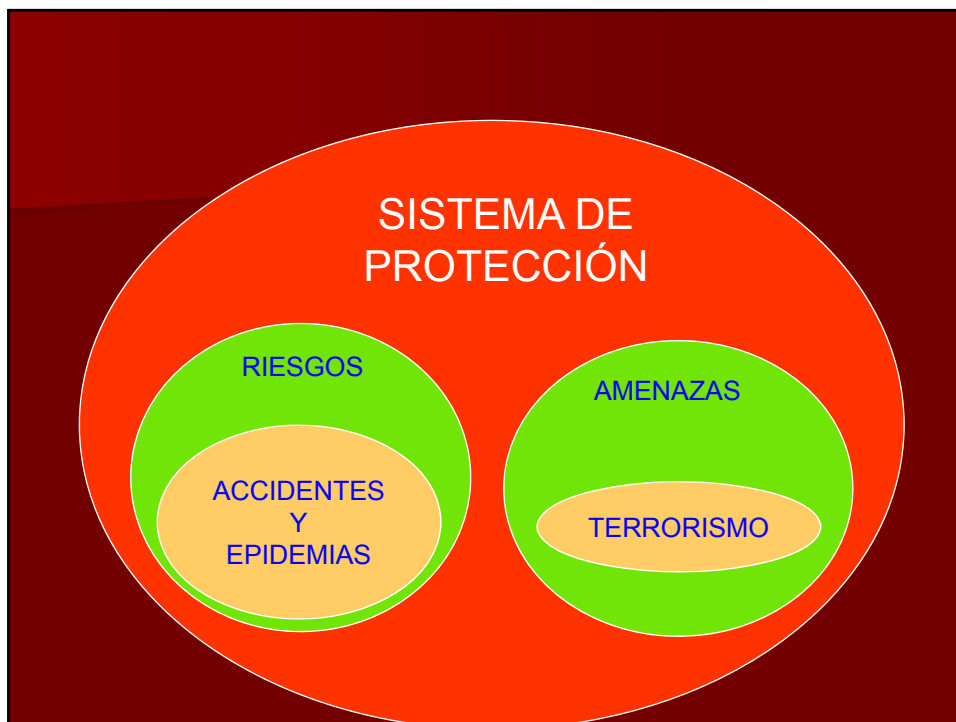 SISTEMA DE
PROTECCIÓN
RIESGOS
ACCIDENTES
Y
EPIDEMIAS
AMENAZAS
TERRORISMO